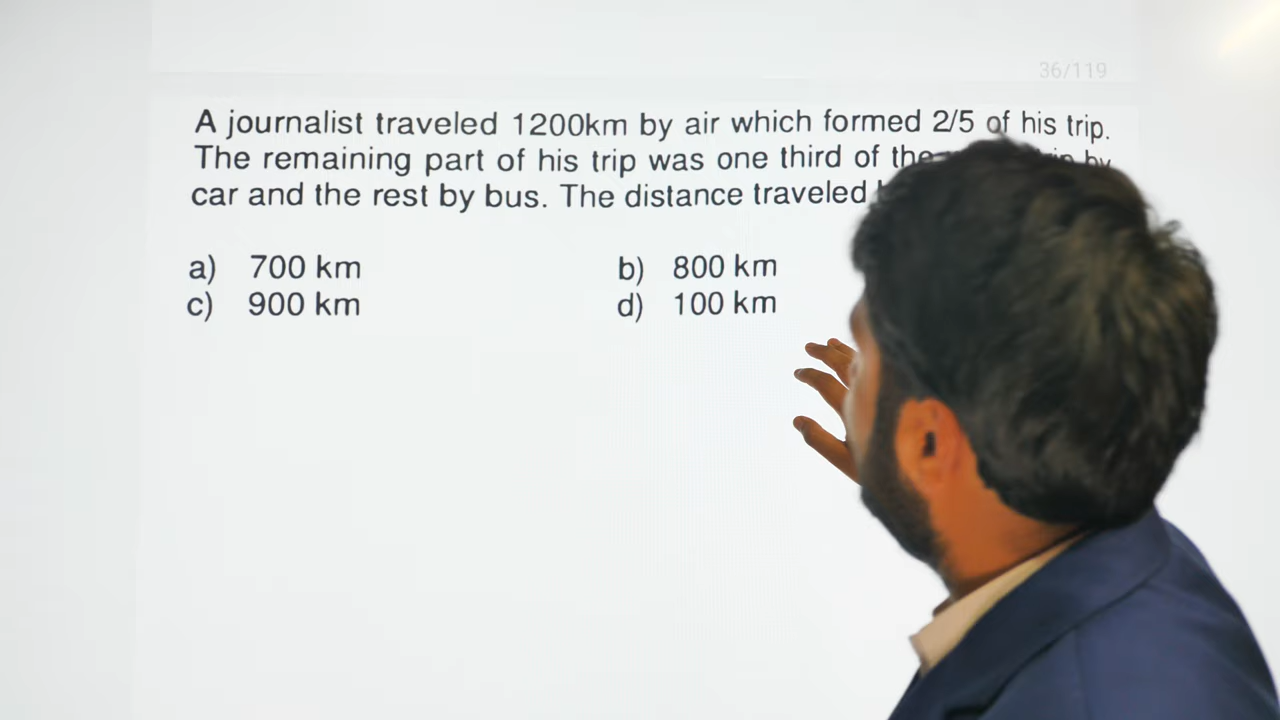 36/119
A journalist traveled 1200km by air which formed 2/5 of his trip.
The remaining part of his trip was one third of the by
car and the rest by bus. The distance traveled
a) 700 km b) 800 km
c) 900 km d) 100 km